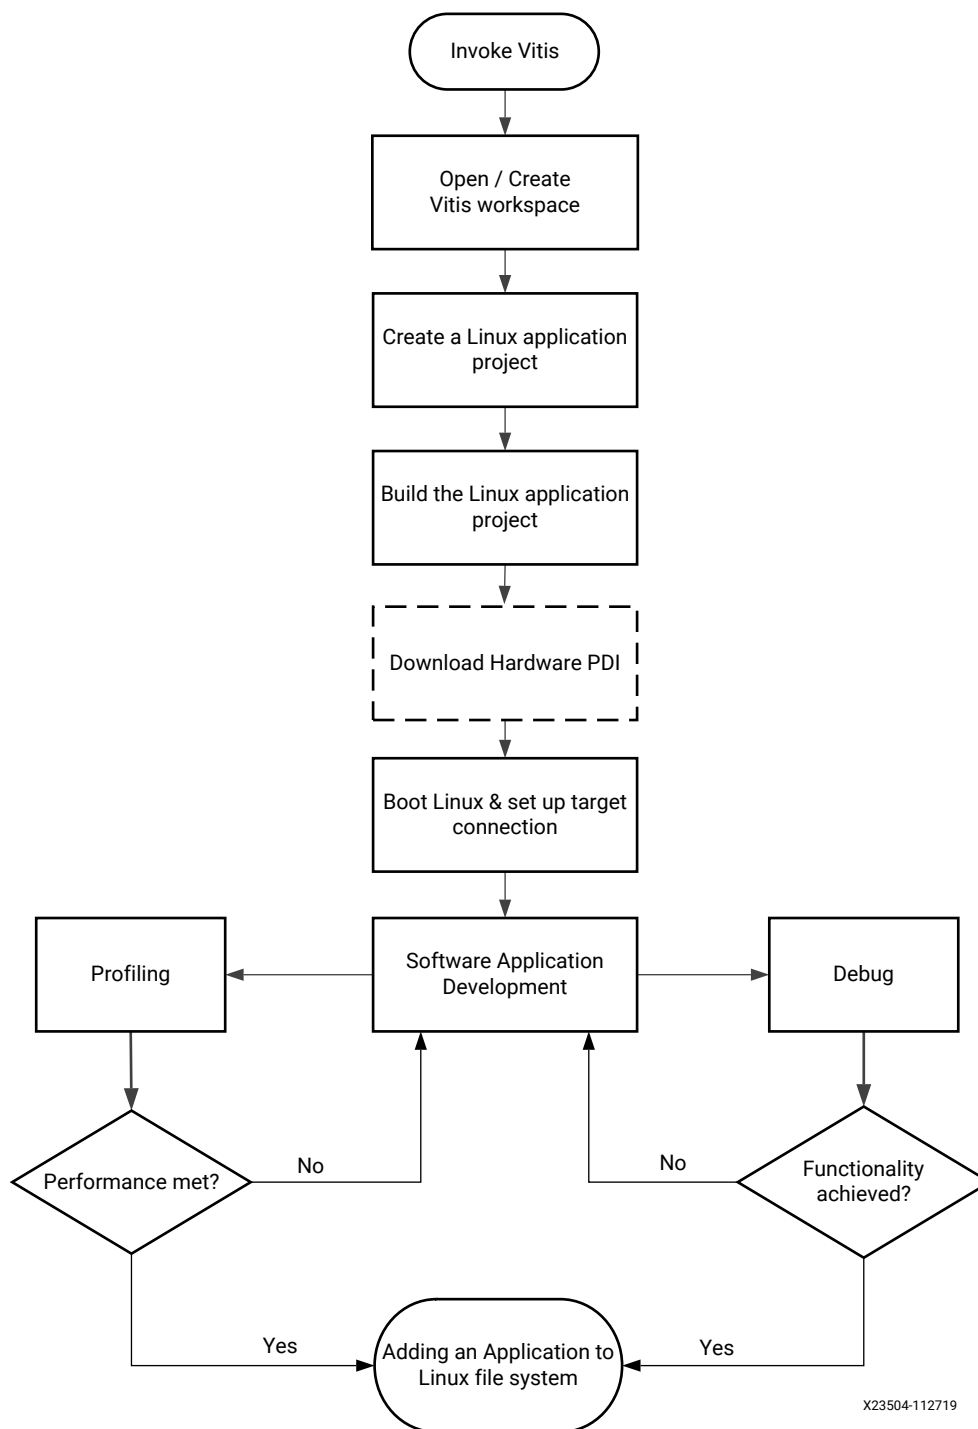 Invoke Vitis
Open / Create
Vitis workspace
Create a Linux application
project
Build the Linux application
project
Download Hardware PDI
Boot Linux & set up target
connection
Profiling
Software Application
Development
Debug
Performance met?
No
No
Functionality
achieved?
Yes
Adding an Application to
Linux file system
Yes
X23504-112719